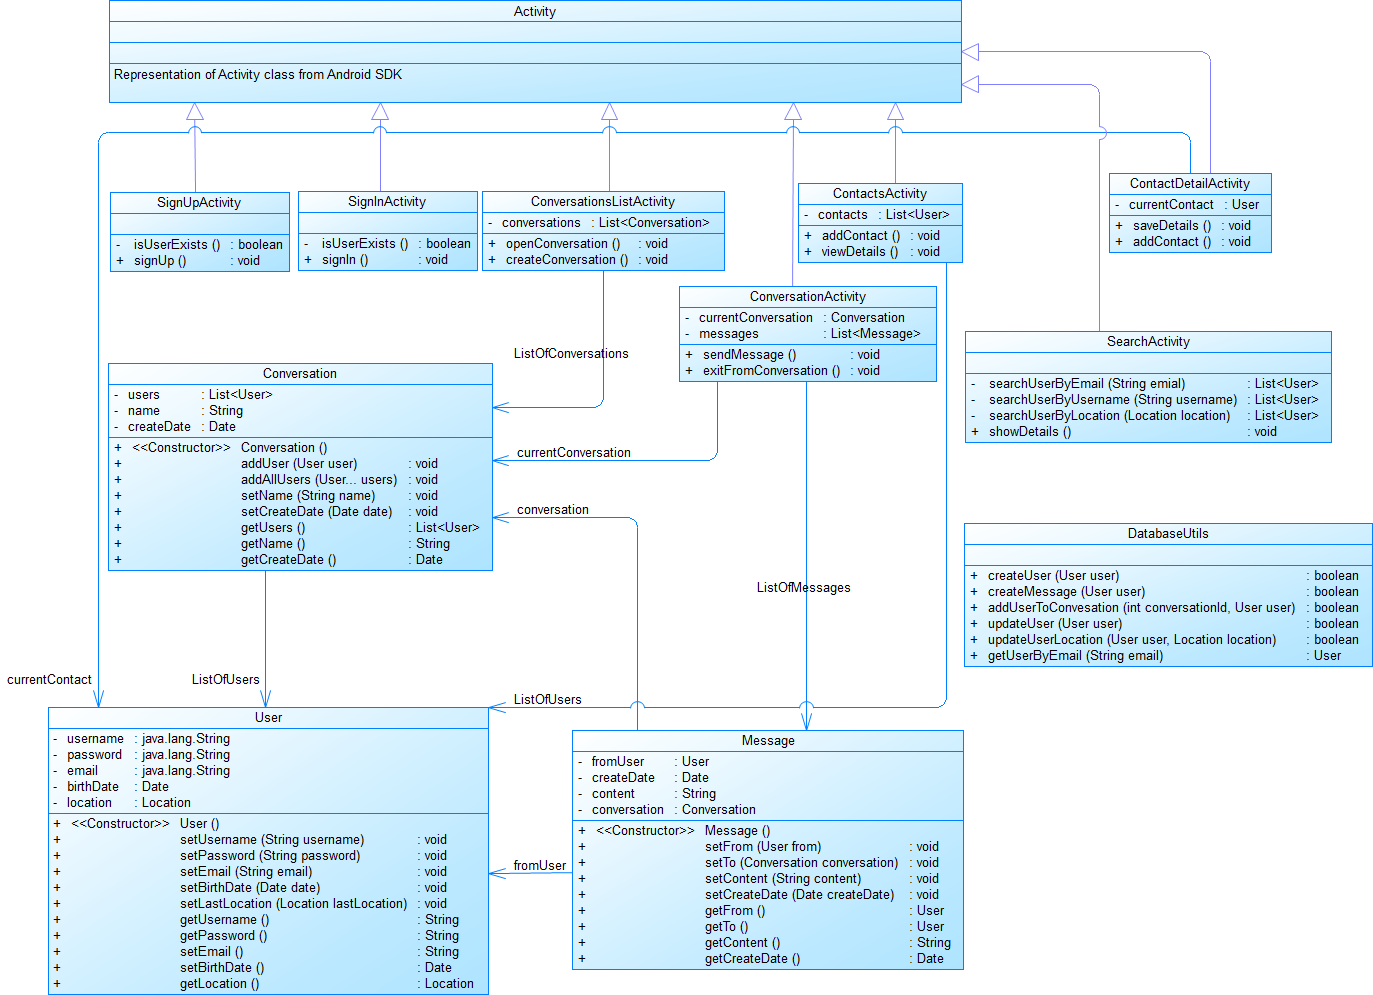 Activity
Representation of Activity class from Android SDK
SignUpActivity
- isUserExists () : boolean
+ signUp () : void
SignInActivity
- isUserExists () : boolean
+ signIn () : void
ConversationsListActivity
- conversations : List<Conversation>
+ openConversation () : void
+ createConversation () : void
ContactsActivity
- contacts : List<User>
+ addContact () : void
+ viewDetails () : void
ContactDetailActivity
- currentContact : User
+ saveDetails () : void
+ addContact () : void
ConversationActivity
- currentConversation : Conversation
- messages : List<Message>
+ sendMessage () : void
+ exitFromConversation () : void
SearchActivity
- searchUserByEmail (String emial) : List<User>
- searchUserByUsername (String username) : List<User>
- searchUserByLocation (Location location) : List<User>
+ showDetails () : void
ListOfConversations
Conversation
- users : List<User>
- name : String
- createDate : Date
+ <<Constructor>> Conversation ()
+ addUser (User user) : void
+ addAllUsers (User... users) : void
+ setName (String name) : void
+ setCreateDate (Date date) : void
+ getUsers () : List<User>
+ getName () : String
+ getCreateDate () : Date
currentConversation
conversation
ListOfMessages
DatabaseUtils
+ createUser (User user) : boolean
+ createMessage (User user) : boolean
+ addUserToConvesation (int conversationId, User user) : boolean
+ updateUser (User user) : boolean
+ updateUserLocation (User user, Location location) : boolean
+ getUserByEmail (String email) : User
currentContact
ListOfUsers
ListOfUsers
User
- username : java.lang.String
- password : java.lang.String
- email : java.lang.String
- birthDate : Date
- location : Location
+ <<Constructor>> User ()
+ setUsername (String username) : void
+ setPassword (String password) : void
+ setEmail (String email) : void
+ setBirthDate (Date date) : void
+ setLastLocation (Location lastLocation) : void
+ getUsername () : String
+ getPassword () : String
+ setEmail () : String
+ setBirthDate () : Date
+ getLocation () : Location
fromUser
Message
- fromUser : User
- createDate : Date
- content : String
- conversation : Conversation
+ <<Constructor>> Message ()
+ setFrom (User from) : void
+ setTo (Conversation conversation) : void
+ setContent (String content) : void
+ setCreateDate (Date createDate) : void
+ getFrom () : User
+ getTo () : User
+ getContent () : String
+ getCreateDate () : Date